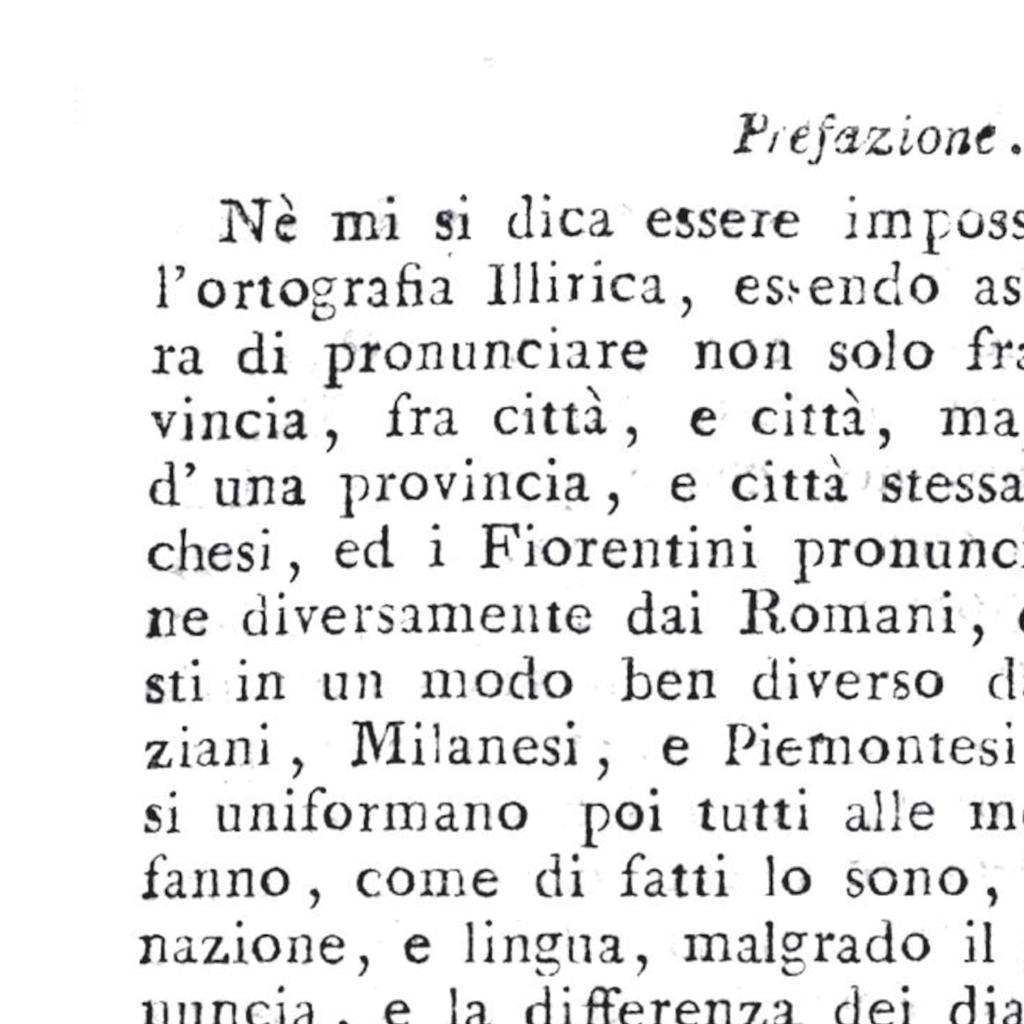 Prefazione.
Nè mi si dica essere imposs
l'ortografia Illirica, essendo as
ra di pronunciare non solo fra
vincia, fra città, e città, ma
d'una provincia, e città stessa
chesi, ed i Fiorentini pronunci
ne diversamente dai Romani,
sti in un modo ben diverso d
ziani, Milanesi, e Piemontesi
si uniformano poi tutti alle
fanno, come di fatti lo sono,
nazione, e lingua, malgrado il
nuncia, e la differenza dei dia